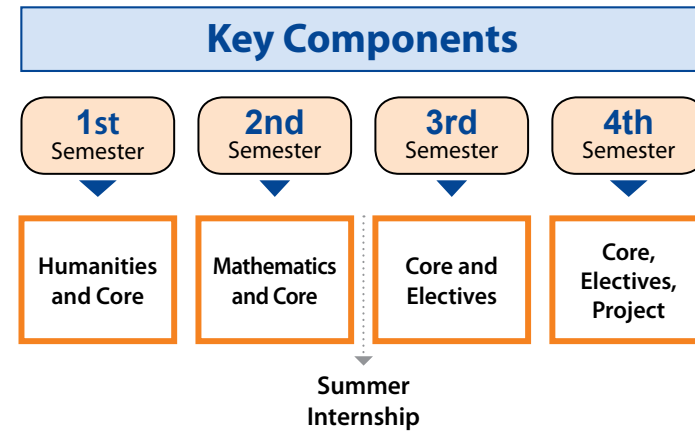 Key Components
1st
Semester
2nd
Semester
3rd
Semester
4th
Semester
Humanities
and Core
Mathematics
and Core
Core and
Electives
Core,
Electives,
Project
Summer
Internship